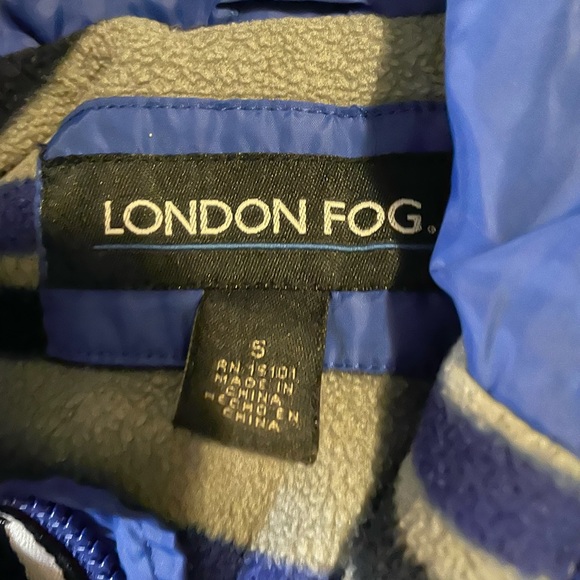 LONDON FOG.
S
RN 15101
MADE IN
CHINA
HECHO EN
CHINA